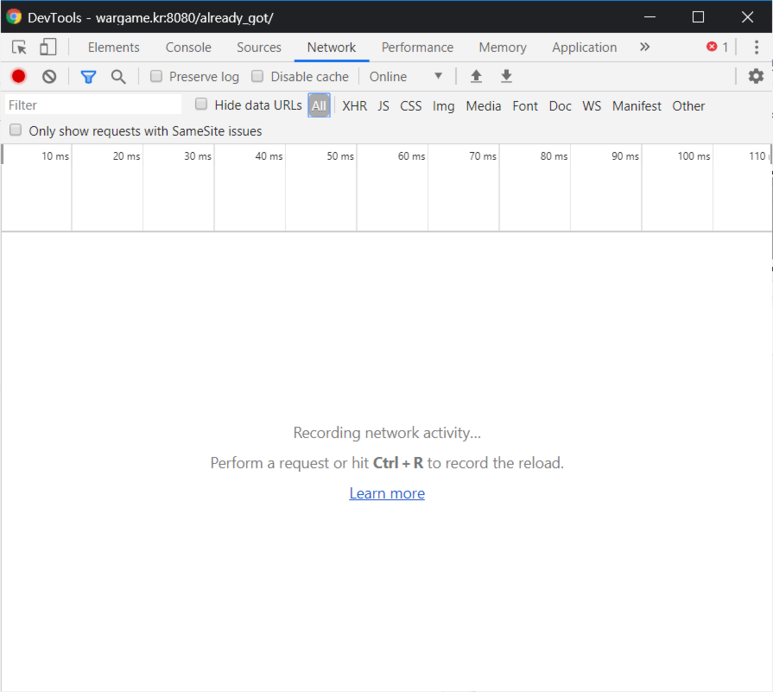 DevTools - wargame.kr:8080/already_got/
Elements Console Sources Network Performance Memory Application » 1
Preserve log Disable cache Online
Filter Hide data URLs All XHR JS CSS Img Media Font Doc WS Manifest Other
Only show requests with SameSite issues
10 ms 20 ms 30 ms 40 ms 50 ms 60 ms 70 ms 80 ms 90 ms 100 ms 110
Recording network activity...
Perform a request or hit Ctrl + R to record the reload.
Learn more